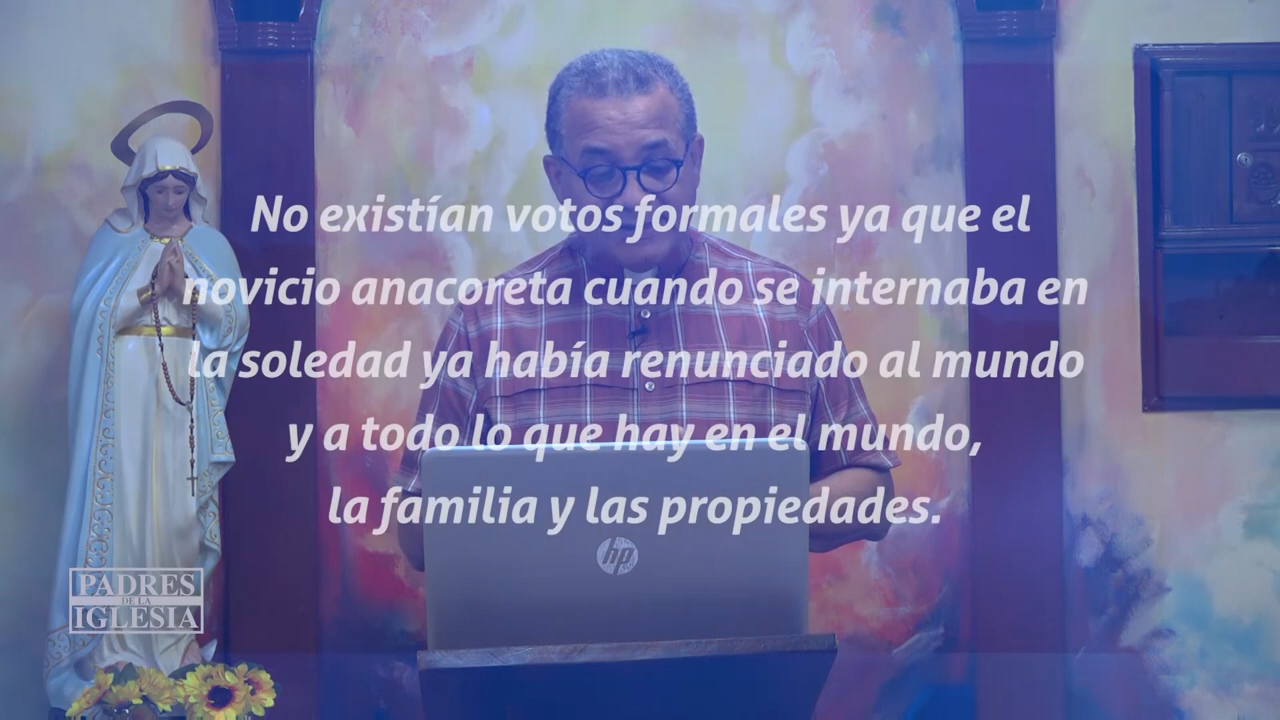 No existían votos formales ya que el
novicio anacoreta cuando se internaba en
la soledad ya había renunciado al mundo
y a todo lo que hay en el mundo,
la familia y las propiedades.
hp
PADRES
DE LA
IGLESIA